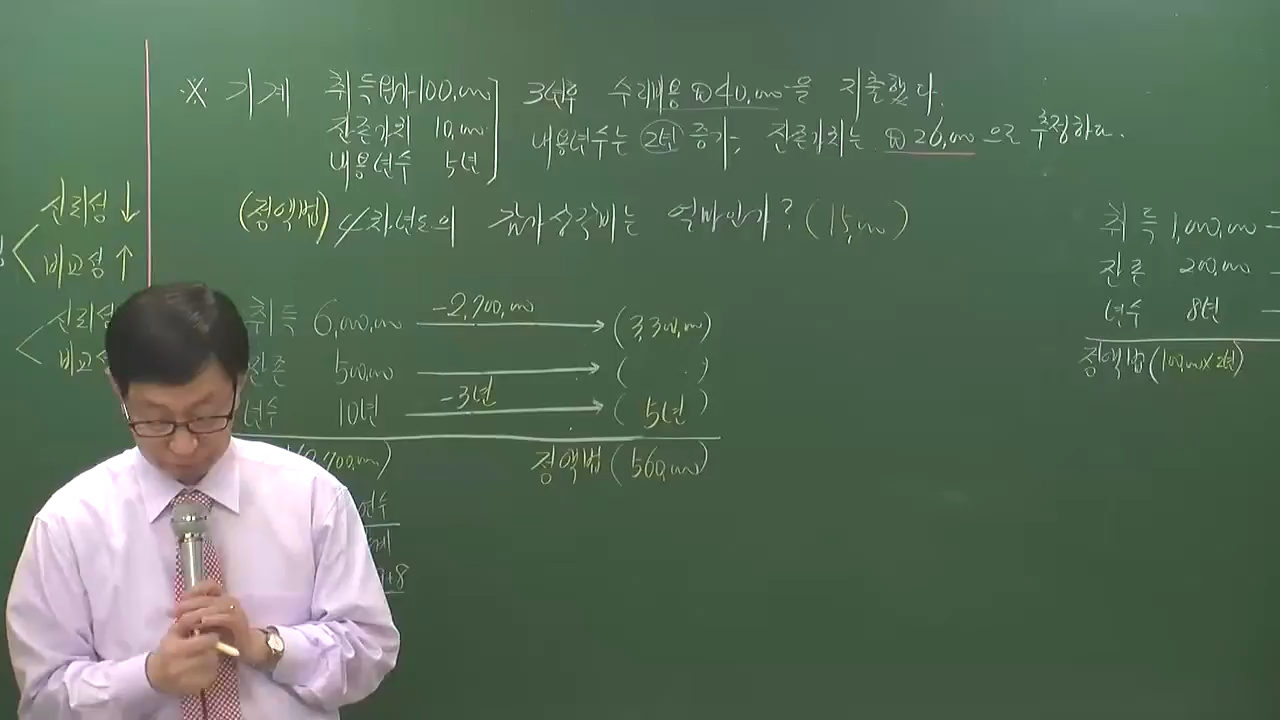 ※ 기계 취득원가 100,000 3년후 수리비용 ₩40,000을 지출했다.
잔존가치 10,000 내용년수는 2년 증가, 잔존가치는 ₩26,000으로 추정하고.
내용년수 5년
(정액법) 4차년도의 감가상각비는 얼마인가? (15,000)
신뢰성 ↓
비교성 ↑
신뢰성
비교
취득 6,000,000 -2,700,000 (3,300,000)
잔존 500,000 ( )
년수 10년 -3년 (5년)
정액법 (560,000)
년수
+8
취득 1,000,000
잔존 200,000
년수 8년
정액법 (100,000×2년)